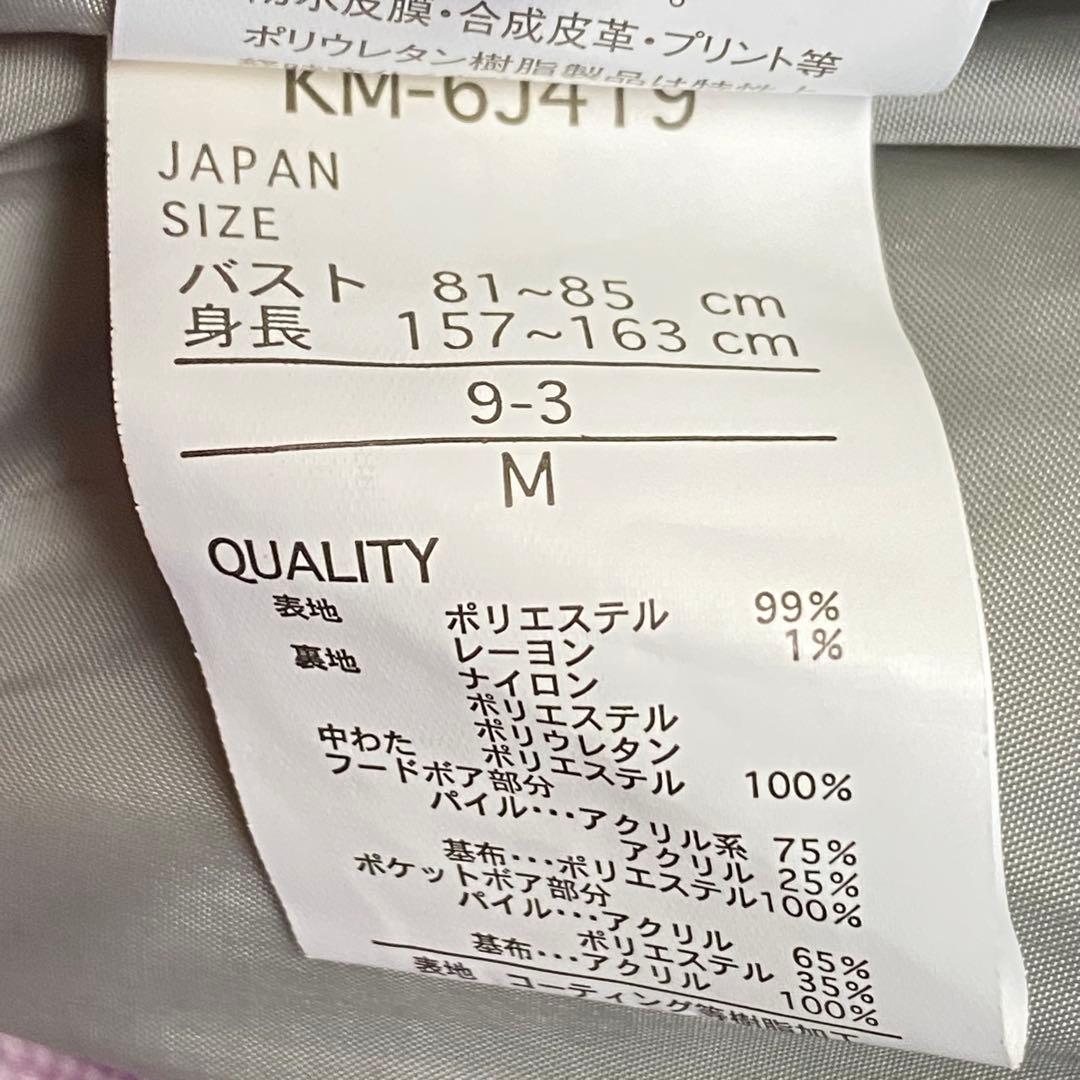 皮膜・合成皮革・プリント等
ポリウレタン樹脂製品は特性上
KM-6J419
JAPAN
SIZE
バスト 81~85 cm
身長 157~163 cm
9-3
M
QUALITY
表地 ポリエステル 99%
レーヨン 1%
裏地 ナイロン
ポリエステル
ポリウレタン
中わた ポリエステル 100%
フードボア部分
パイル・・・アクリル系 75%
アクリル 25%
基布・・・ポリエステル100%
ポケットボア部分
パイル・・・アクリル 65%
ポリエステル 35%
基布・・・アクリル 100%
表地 コーティング等樹脂加工